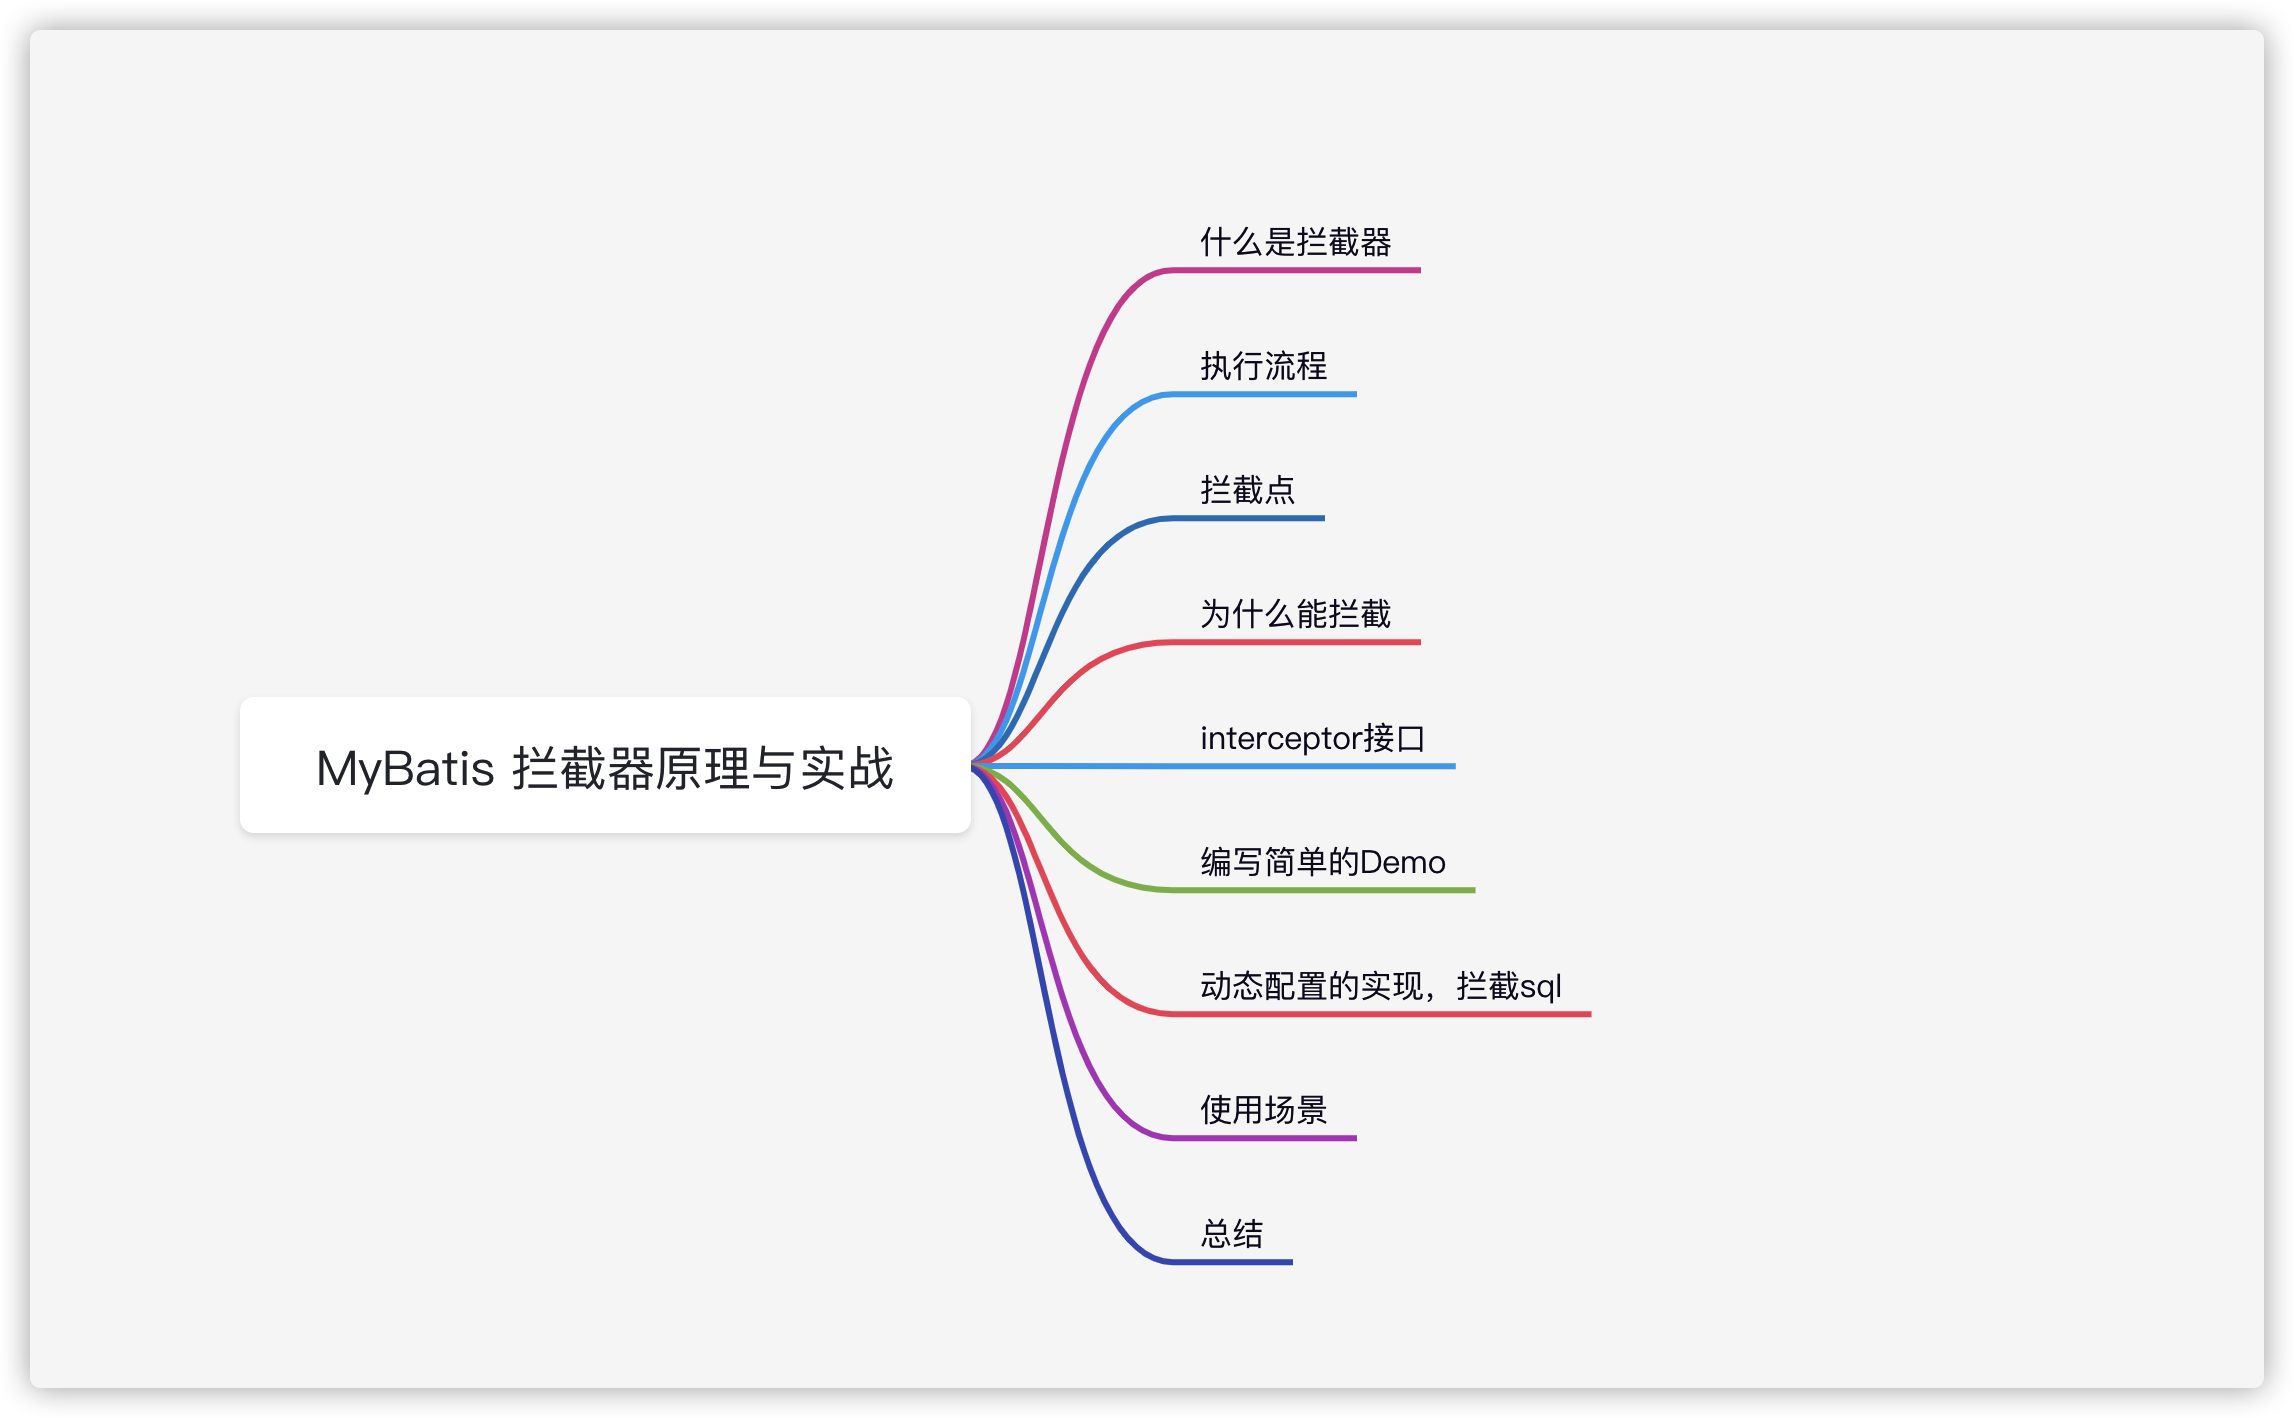 MyBatis 拦截器原理与实战
什么是拦截器
执行流程
拦截点
为什么能拦截
interceptor接口
编写简单的Demo
动态配置的实现，拦截sql
使用场景
总结